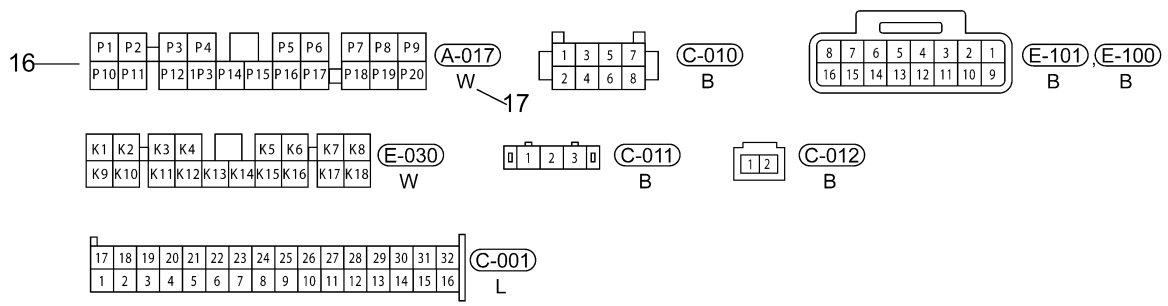 P1 P2 P3 P4 P5 P6 P7 P8 P9
16 P10 P11 P12 1P3 P14 P15 P16 P17 P18 P19 P20
A-017
W
17
1 3 5 7
2 4 6 8
C-010
B
8 7 6 5 4 3 2 1
16 15 14 13 12 11 10 9
E-101 , E-100
B B
K1 K2 K3 K4 K5 K6 K7 K8
K9 K10 K11 K12 K13 K14 K15 K16 K17 K18
E-030
W
1 2 3
C-011
B
1 2
C-012
B
17 18 19 20 21 22 23 24 25 26 27 28 29 30 31 32
1 2 3 4 5 6 7 8 9 10 11 12 13 14 15 16
C-001
L